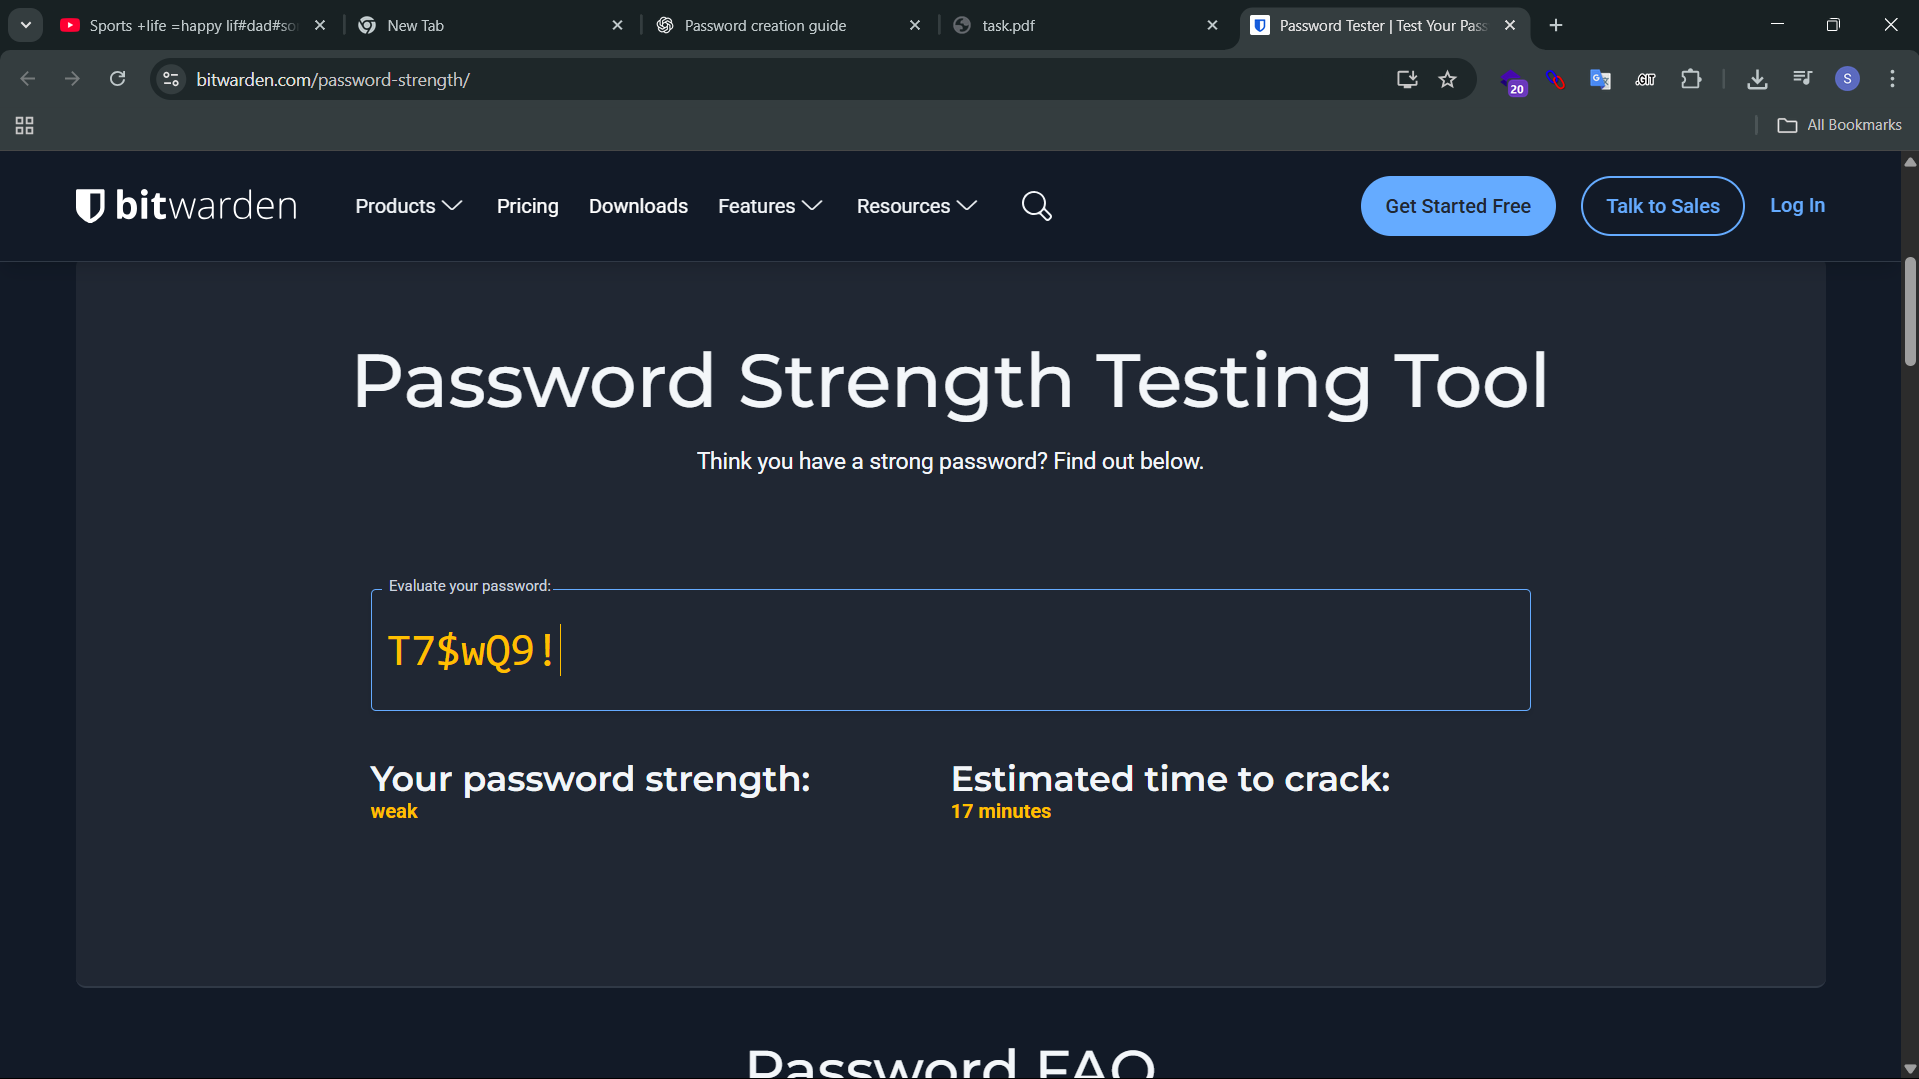 Sports +life =happy lif#dad#so
New Tab
Password creation guide
task.pdf
Password Tester | Test Your Pass
bitwarden.com/password-strength/
20
.GIT
S
All Bookmarks
bitwarden
Products
Pricing
Downloads
Features
Resources
Get Started Free
Talk to Sales
Log In
Password Strength Testing Tool
Think you have a strong password? Find out below.
Evaluate your password:
T7$wQ9!
Your password strength:
weak
Estimated time to crack:
17 minutes
Password FAQ